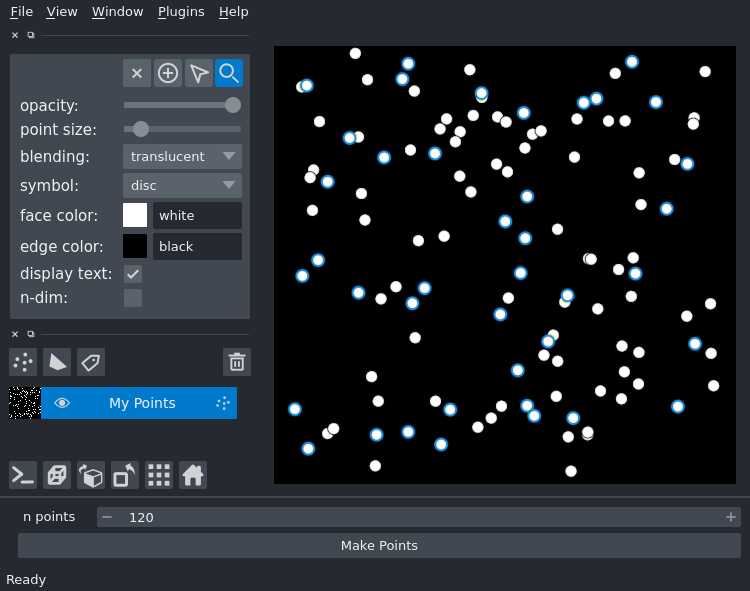 File View Window Plugins Help
opacity:
point size:
blending: translucent
symbol: disc
face color: white
edge color: black
display text:
n-dim:
My Points
n points 120
Make Points
Ready